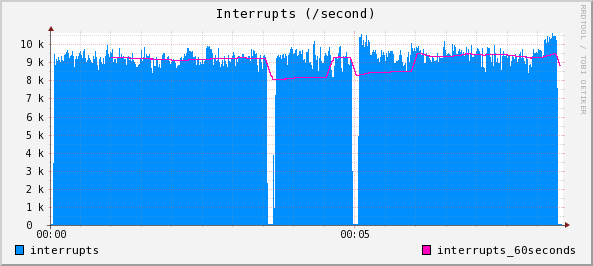 Interrupts (/second)
RRDTOOL / TOBI OETIKER
10 k
9 k
8 k
7 k
6 k
5 k
4 k
3 k
2 k
1 k
0
00:00 00:05
interrupts interrupts_60seconds